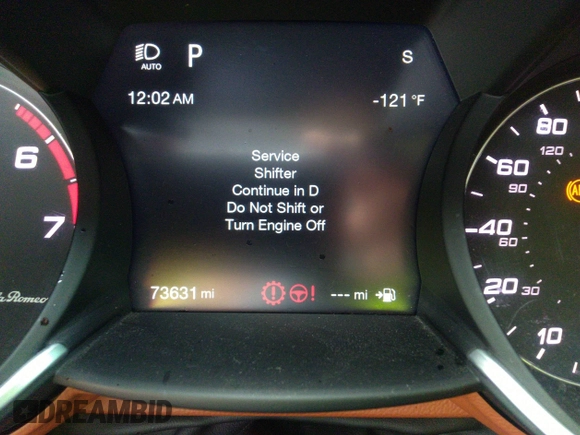 AUTO
P
S
12:02 AM
-121 °F
Service
Shifter
Continue in D
Do Not Shift or
Turn Engine Off
73631 mi
--- mi
6
7
Romeo
80
120
60
90
40
60
20
30
10
DREAMBID